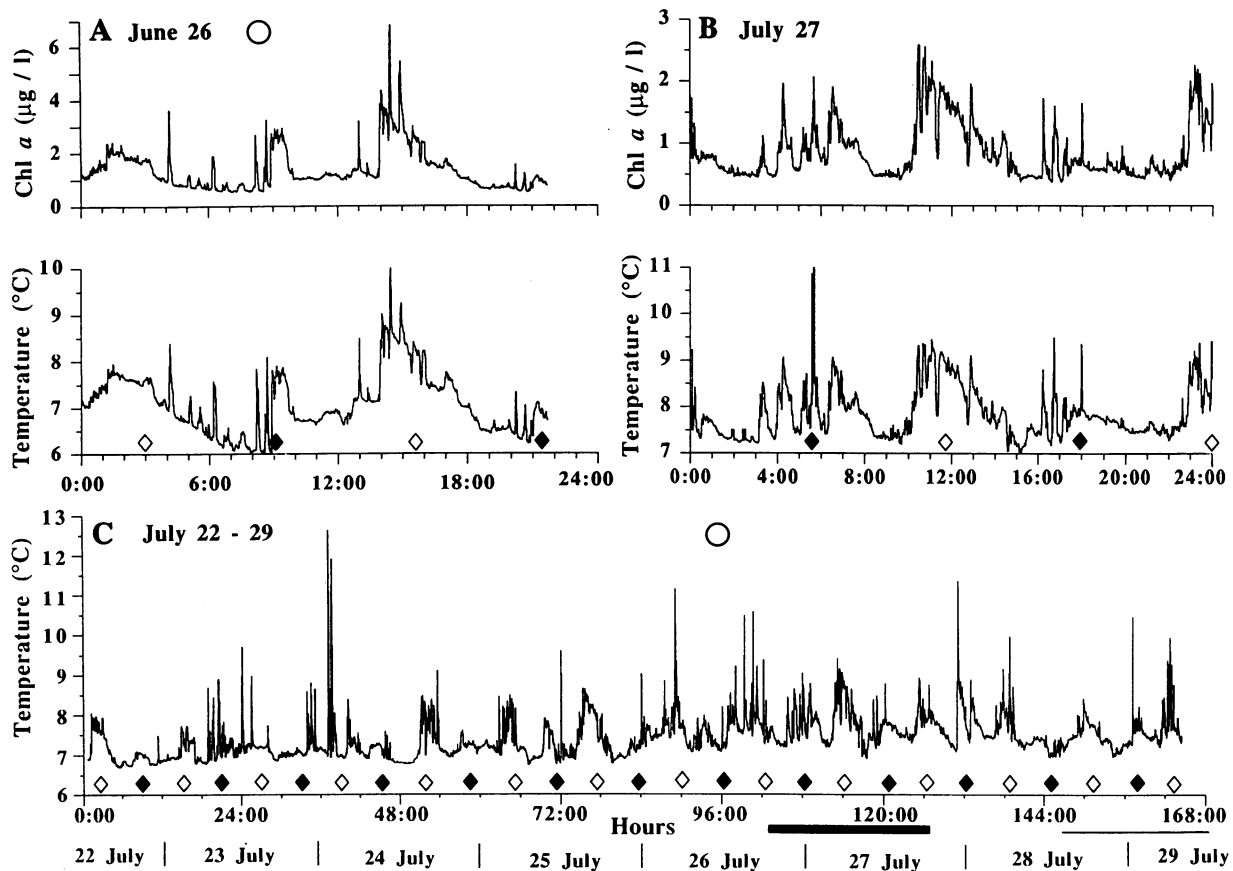 A June 26
Chl a (μg / l)
6
4
2
0
B July 27
Chl a (μg / l)
3
2
1
0
Temperature (°C)
10
9
8
7
6
0:00 6:00 12:00 18:00 24:00
Temperature (°C)
11
10
9
8
7
0:00 4:00 8:00 12:00 16:00 20:00 24:00
C July 22 - 29
Temperature (°C)
13
12
11
10
9
8
7
6
0:00 24:00 48:00 72:00 96:00 120:00 144:00 168:00
Hours
22 July | 23 July | 24 July | 25 July | 26 July | 27 July | 28 July | 29 July